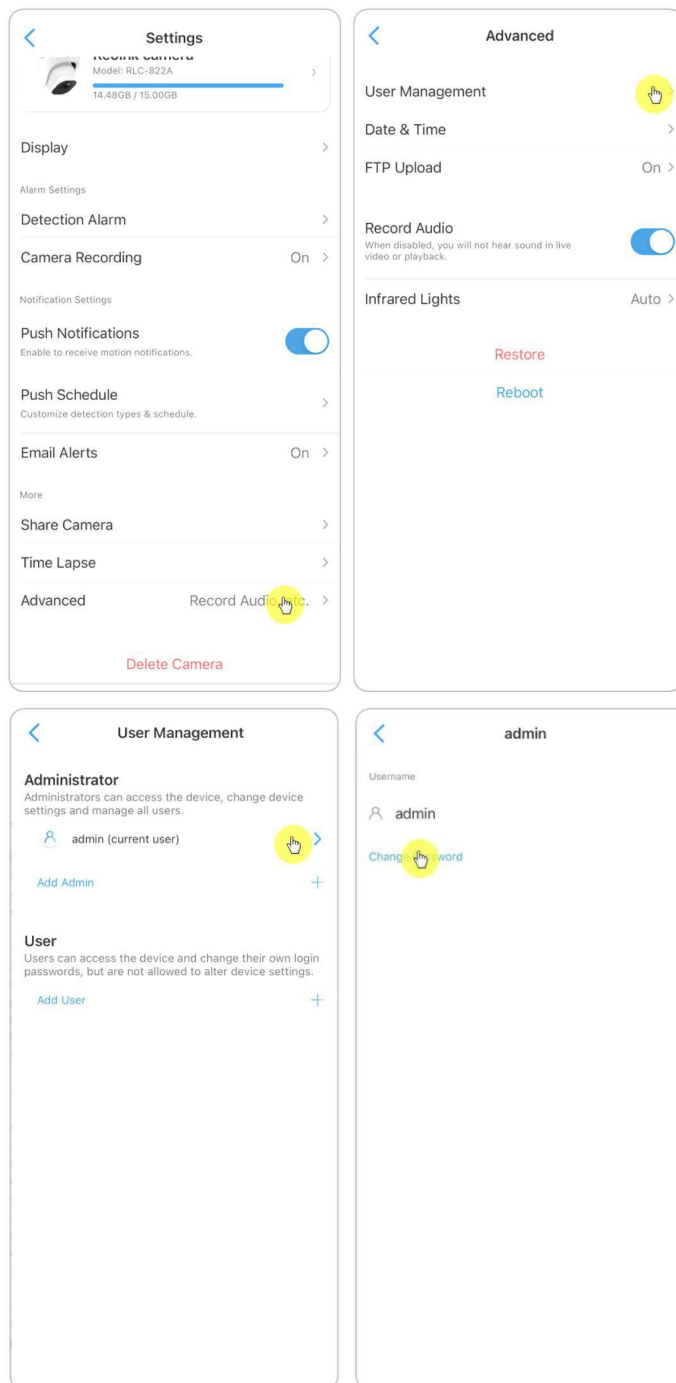 Settings
Reolink Camera
Model: RLC-822A
14.48GB / 15.00GB
Display
Alarm Settings
Detection Alarm
Camera Recording On
Notification Settings
Push Notifications
Enable to receive motion notifications.
Push Schedule
Customize detection types & schedule.
Email Alerts On
More
Share Camera
Time Lapse
Advanced Record Audio, etc.
Delete Camera
Advanced
User Management
Date & Time
FTP Upload On
Record Audio
When disabled, you will not hear sound in live
video or playback.
Infrared Lights Auto
Restore
Reboot
User Management
Administrator
Administrators can access the device, change device
settings and manage all users.
admin (current user)
Add Admin
User
Users can access the device and change their own login
passwords, but are not allowed to alter device settings.
Add User
admin
Username
admin
Change Password